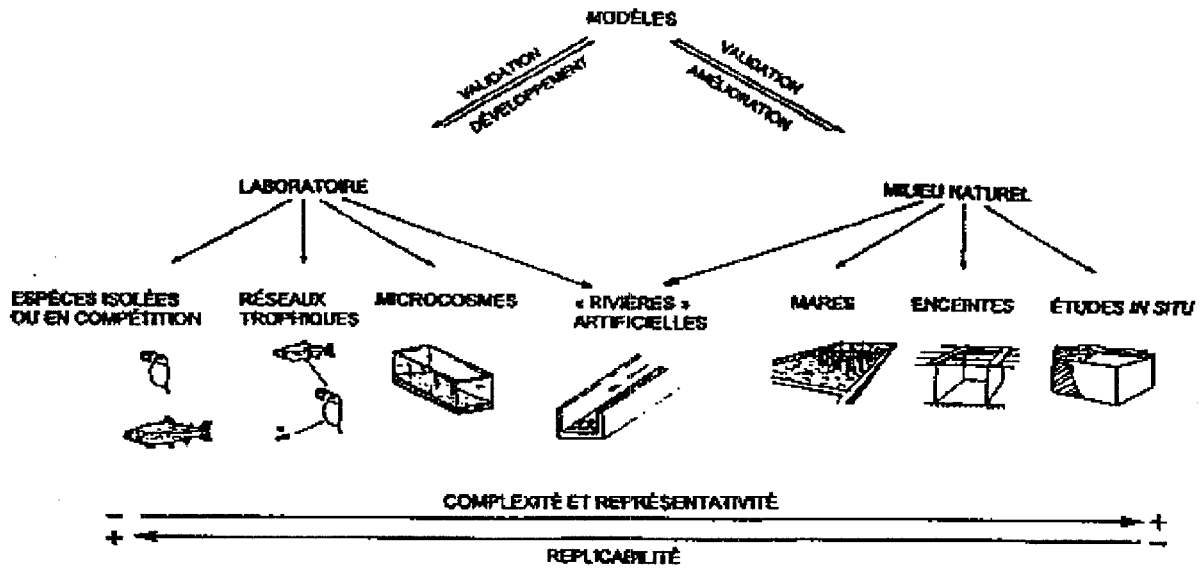 MODÈLES
VALIDATION
DÉVELOPPEMENT
VALIDATION
AMÉLIORATION
LABORATOIRE
MILIEU NATUREL
ESPÈCES ISOLÉES
OU EN COMPÉTITION
RÉSEAUX
TROPHIQUES
MICROCOSMES
« RIVIÈRES »
ARTIFICIELLES
MARES
ENCEINTES
ÉTUDES IN SITU
COMPLEXITÉ ET REPRÉSENTATIVITÉ
− +
+ −
REPLICABILITÉ